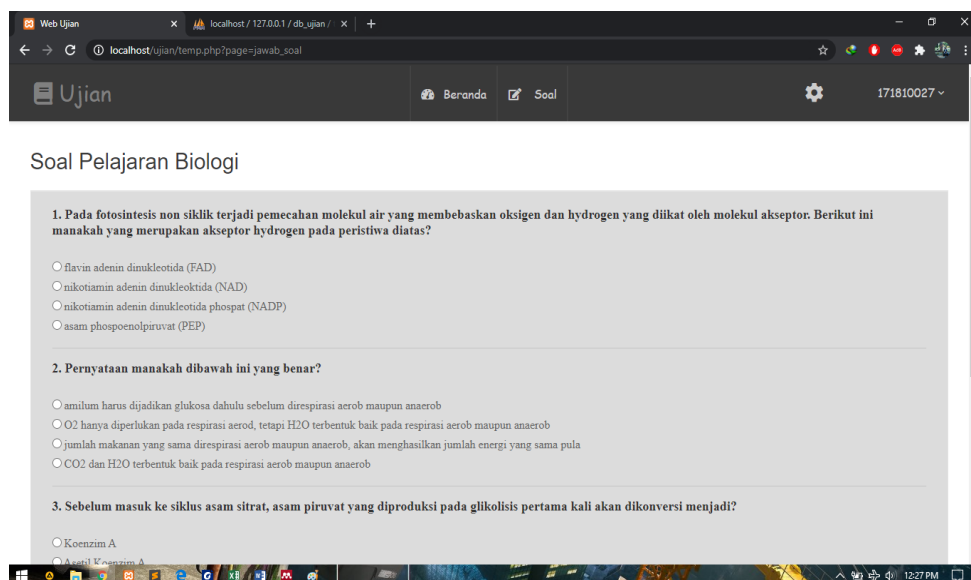 Web Ujian
localhost / 127.0.0.1 / db_ujian /
localhost/ujian/temp.php?page=jawab_soal
Ujian
Beranda
Soal
171810027
Soal Pelajaran Biologi
1. Pada fotosintesis non siklik terjadi pemecahan molekul air yang membebaskan oksigen dan hydrogen yang diikat oleh molekul akseptor. Berikut ini
manakah yang merupakan akseptor hydrogen pada peristiwa diatas?
flavin adenin dinukleotida (FAD)
nikotiamin adenin dinukleoktida (NAD)
nikotiamin adenin dinukleotida phospat (NADP)
asam phospoenolpiruvat (PEP)
2. Pernyataan manakah dibawah ini yang benar?
amilum harus dijadikan glukosa dahulu sebelum direspirasi aerob maupun anaerob
O2 hanya diperlukan pada respirasi aerod, tetapi H2O terbentuk baik pada respirasi aerob maupun anaerob
jumlah makanan yang sama direspirasi aerob maupun anaerob, akan menghasilkan jumlah energi yang sama pula
CO2 dan H2O terbentuk baik pada respirasi aerob maupun anaerob
3. Sebelum masuk ke siklus asam sitrat, asam piruvat yang diproduksi pada glikolisis pertama kali akan dikonversi menjadi?
Koenzim A
Asetil Koenzim A
12:27 PM